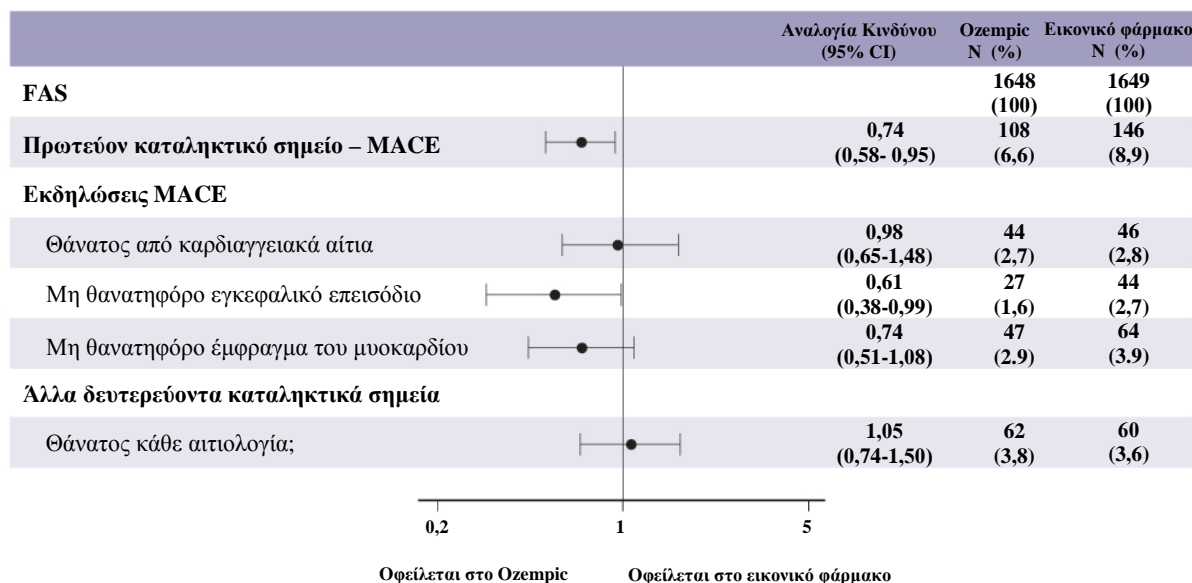 Αναλογία Κινδύνου Ozempic Εικονικό φάρμακο
(95% CI) N (%) N (%)
FAS 1648 1649
(100) (100)
Πρωτεύον καταληκτικό σημείο – MACE 0,74 108 146
(0,58- 0,95) (6,6) (8,9)
Εκδηλώσεις MACE
Θάνατος από καρδιαγγειακά αίτια 0,98 44 46
(0,65-1,48) (2,7) (2,8)
Μη θανατηφόρο εγκεφαλικό επεισόδιο 0,61 27 44
(0,38-0,99) (1,6) (2,7)
Μη θανατηφόρο έμφραγμα του μυοκαρδίου 0,74 47 64
(0,51-1,08) (2.9) (3.9)
Άλλα δευτερεύοντα καταληκτικά σημεία
Θάνατος κάθε αιτιολογία; 1,05 62 60
(0,74-1,50) (3,8) (3,6)
0,2 1 5
Οφείλεται στο Ozempic Οφείλεται στο εικονικό φάρμακο